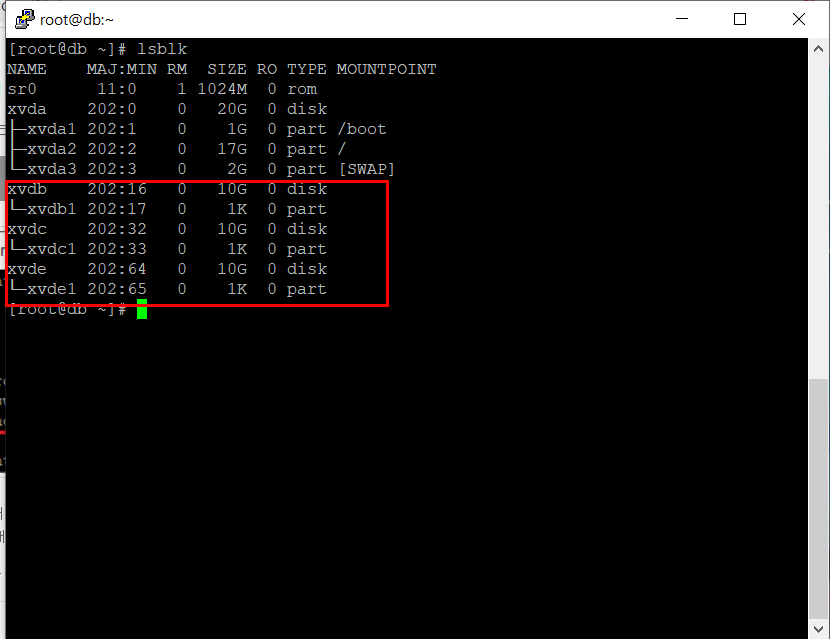 root@db:~
[root@db ~]# lsblk
NAME    MAJ:MIN RM  SIZE RO TYPE MOUNTPOINT
sr0      11:0    1 1024M  0 rom
xvda    202:0    0   20G  0 disk
├─xvda1 202:1    0    1G  0 part /boot
├─xvda2 202:2    0   17G  0 part /
└─xvda3 202:3    0    2G  0 part [SWAP]
xvdb    202:16   0   10G  0 disk
└─xvdb1 202:17   0    1K  0 part
xvdc    202:32   0   10G  0 disk
└─xvdc1 202:33   0    1K  0 part
xvde    202:64   0   10G  0 disk
└─xvde1 202:65   0    1K  0 part
[root@db ~]#